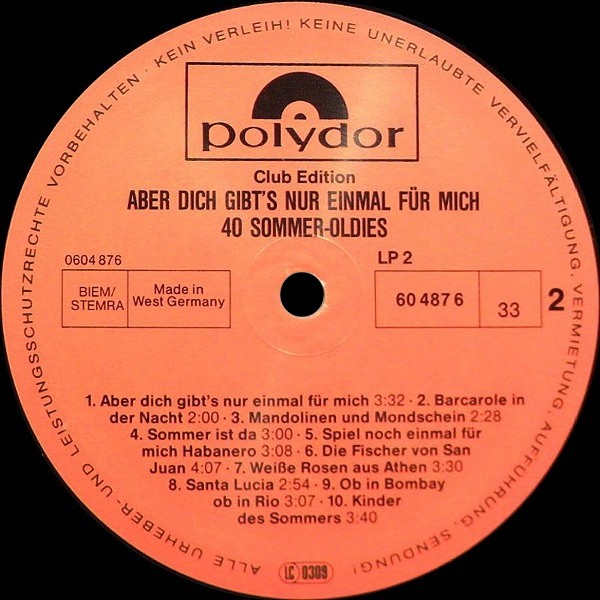 ALLE URHEBER- UND LEISTUNGSSCHUTZRECHTE VORBEHALTEN · KEIN VERLEIH! KEINE UNERLAUBTE VERVIELFÄLTIGUNG, VERMIETUNG, AUFFÜHRUNG, SENDUNG!
polydor
Club Edition
ABER DICH GIBT'S NUR EINMAL FÜR MICH
40 SOMMER-OLDIES
0604 876
LP 2
BIEM/
STEMRA
Made in
West Germany
60 487 6
33
2
1. Aber dich gibt's nur einmal für mich 3:32 · 2. Barcarole in
der Nacht 2:00 · 3. Mandolinen und Mondschein 2:28
4. Sommer ist da 3:00 · 5. Spiel noch einmal für
mich Habanero 3:08 · 6. Die Fischer von San
Juan 4:07 · 7. Weiße Rosen aus Athen 3:30
8. Santa Lucia 2:54 · 9. Ob in Bombay
ob in Rio 3:07 · 10. Kinder
des Sommers 3:40
LC 0309